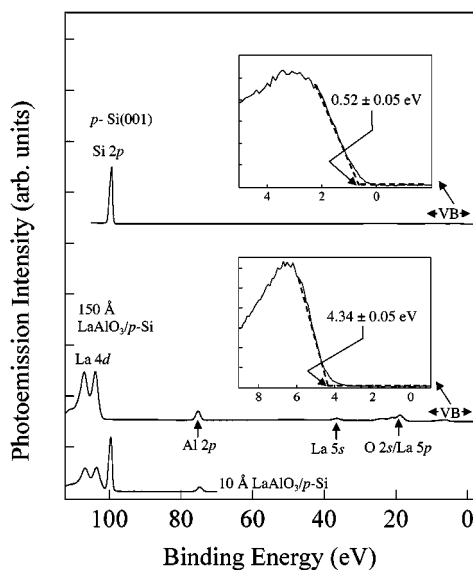 Photoemission Intensity (arb. units)
p- Si(001)
Si 2p
0.52 ± 0.05 eV
4 2 0
VB
150 Å
LaAlO₃/p-Si
La 4d
4.34 ± 0.05 eV
8 6 4 2 0
VB
Al 2p
La 5s
O 2s/La 5p
10 Å LaAlO₃/p-Si
100 80 60 40 20 0
Binding Energy (eV)